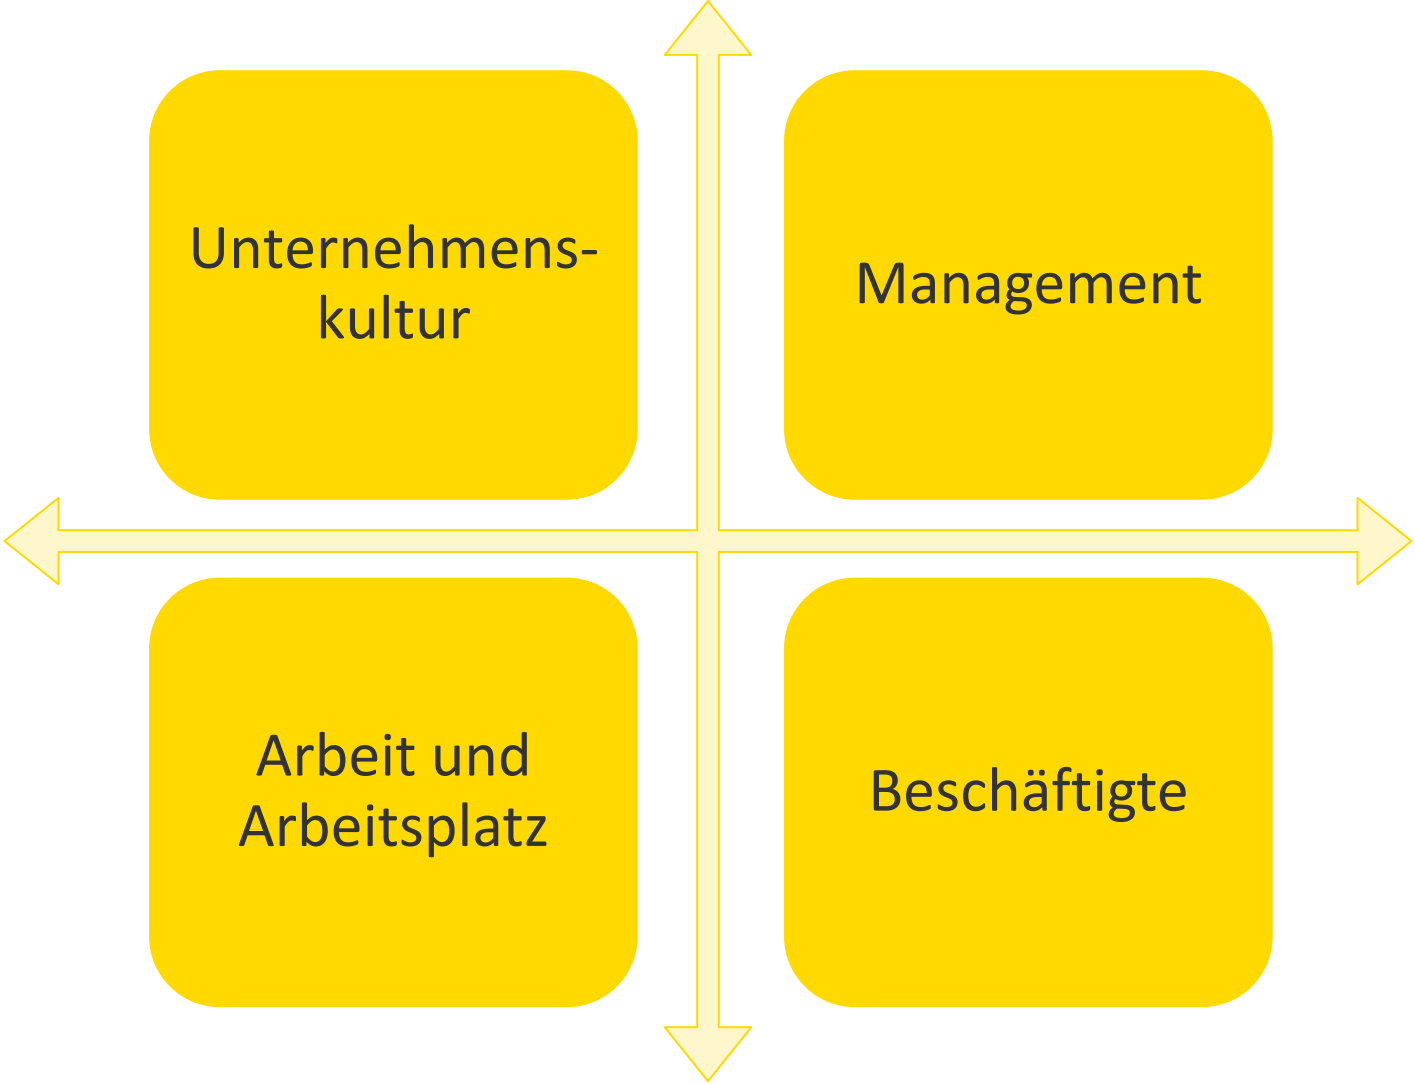 Unternehmens-
kultur
Management
Arbeit und
Arbeitsplatz
Beschäftigte